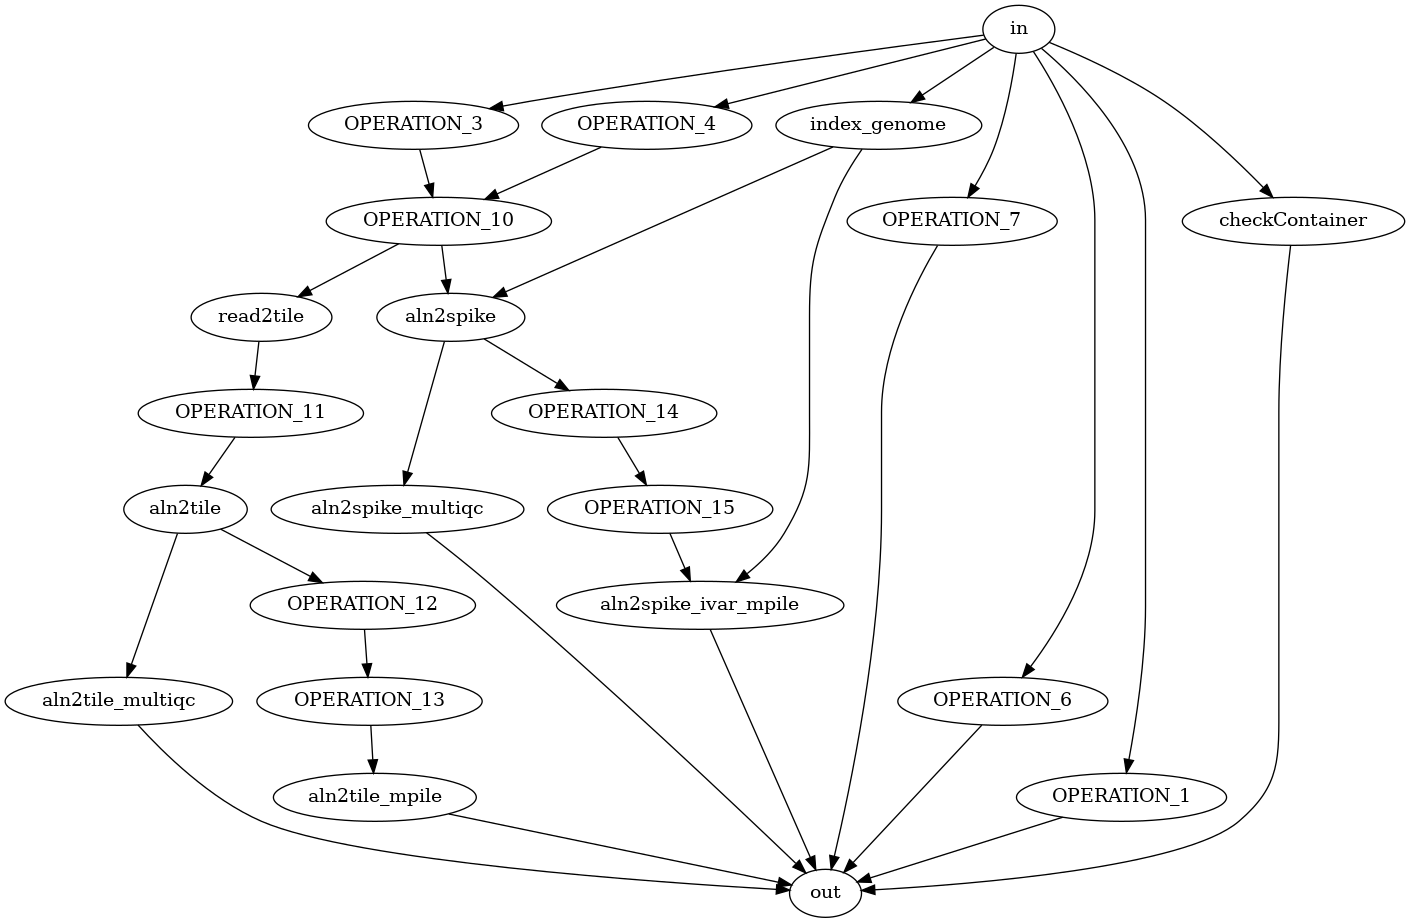 in
OPERATION_3
OPERATION_4
index_genome
OPERATION_10
OPERATION_7
checkContainer
read2tile
aln2spike
OPERATION_11
OPERATION_14
aln2tile
aln2spike_multiqc
OPERATION_15
OPERATION_12
aln2spike_ivar_mpile
aln2tile_multiqc
OPERATION_13
OPERATION_6
aln2tile_mpile
OPERATION_1
out